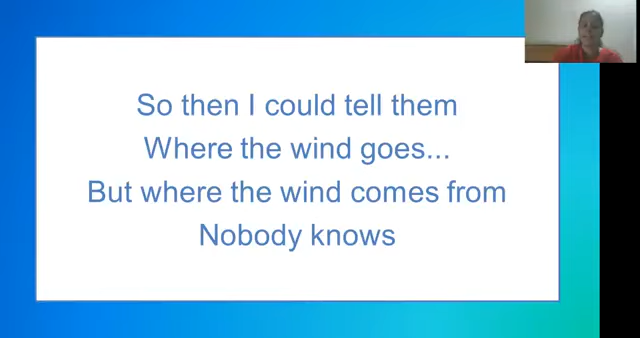 So then I could tell them
Where the wind goes...
But where the wind comes from
Nobody knows